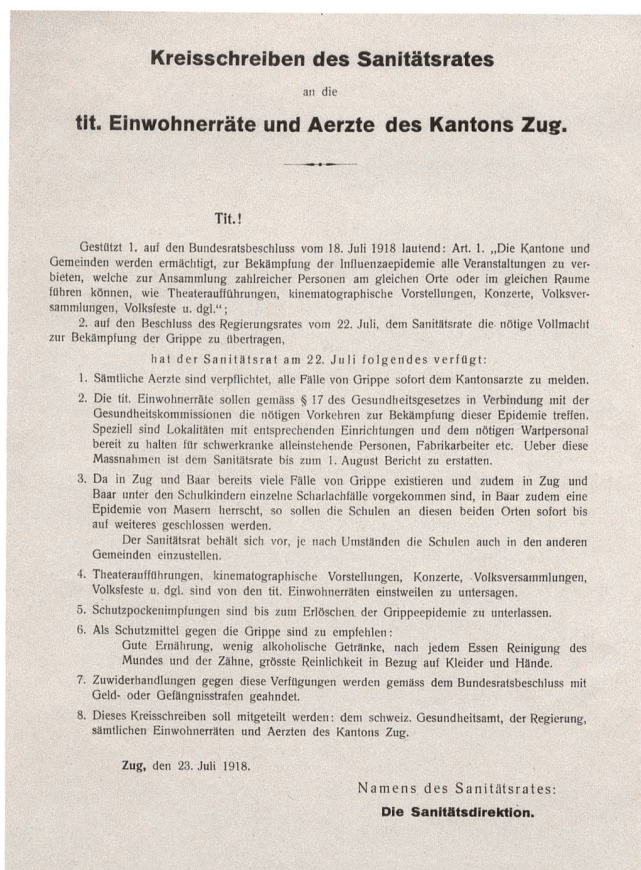 Kreisschreiben des Sanitätsrates
an die
tit. Einwohnerräte und Aerzte des Kantons Zug.
Tit.!
Gestützt 1. auf den Bundesratsbeschluss vom 18. Juli 1918 lautend: Art. 1. „Die Kantone und
Gemeinden werden ermächtigt, zur Bekämpfung der Influenzaepidemie alle Veranstaltungen zu ver-
bieten, welche zur Ansammlung zahlreicher Personen am gleichen Orte oder im gleichen Raume
führen können, wie Theateraufführungen, kinematographische Vorstellungen, Konzerte, Volksver-
sammlungen, Volksfeste u. dgl.“;
2. auf den Beschluss des Regierungsrates vom 22. Juli, dem Sanitätsrate die nötige Vollmacht
zur Bekämpfung der Grippe zu übertragen,
hat der Sanitätsrat am 22. Juli folgendes verfügt:
1. Sämtliche Aerzte sind verpflichtet, alle Fälle von Grippe sofort dem Kantonsarzte zu melden.
2. Die tit. Einwohnerräte sollen gemäss § 17 des Gesundheitsgesetzes in Verbindung mit der
Gesundheitskommissionen die nötigen Vorkehren zur Bekämpfung dieser Epidemie treffen.
Speziell sind Lokalitäten mit entsprechenden Einrichtungen und dem nötigen Wartpersonal
bereit zu halten für schwerkranke alleinstehende Personen, Fabrikarbeiter etc. Ueber diese
Massnahmen ist dem Sanitätsrate bis zum 1. August Bericht zu erstatten.
3. Da in Zug und Baar bereits viele Fälle von Grippe existieren und zudem in Zug und
Baar unter den Schulkindern einzelne Scharlachfälle vorgekommen sind, in Baar zudem eine
Epidemie von Masern herrscht, so sollen die Schulen an diesen beiden Orten sofort bis
auf weiteres geschlossen werden.
Der Sanitätsrat behält sich vor, je nach Umständen die Schulen auch in den anderen
Gemeinden einzustellen.
4. Theateraufführungen, kinematographische Vorstellungen, Konzerte, Volksversammlungen,
Volksfeste u. dgl. sind von den tit. Einwohnerräten einstweilen zu untersagen.
5. Schutzpockenimpfungen sind bis zum Erlöschen der Grippeepidemie zu unterlassen.
6. Als Schutzmittel gegen die Grippe sind zu empfehlen:
Gute Ernährung, wenig alkoholische Getränke, nach jedem Essen Reinigung des
Mundes und der Zähne, grösste Reinlichkeit in Bezug auf Kleider und Hände.
7. Zuwiderhandlungen gegen diese Verfügungen werden gemäss dem Bundesratsbeschluss mit
Geld- oder Gefängnisstrafen geahndet.
8. Dieses Kreisschreiben soll mitgeteilt werden: dem schweiz. Gesundheitsamt, der Regierung,
sämtlichen Einwohnerräten und Aerzten des Kantons Zug.
Zug, den 23. Juli 1918.
Namens des Sanitätsrates:
Die Sanitätsdirektion.